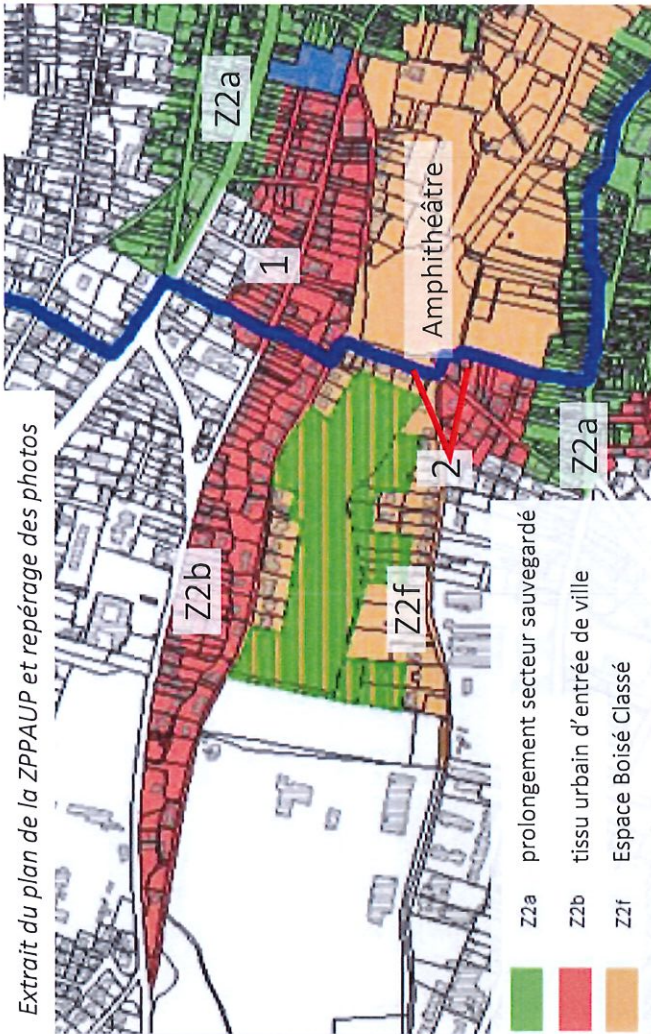 Extrait du plan de la ZPPAUP et repérage des photos
Z2a
1
Z2b
Amphithéâtre
2
Z2f
Z2a
Z2a prolongement secteur sauvegardé
Z2b tissu urbain d'entrée de ville
Z2f Espace Boisé Classé